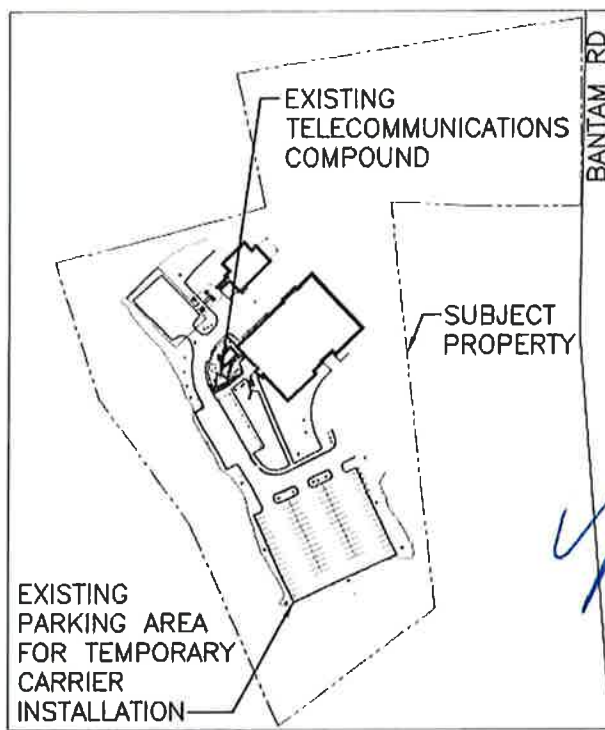 BANTAM RD
EXISTING
TELECOMMUNICATIONS
COMPOUND
SUBJECT
PROPERTY
EXISTING
PARKING AREA
FOR TEMPORARY
CARRIER
INSTALLATION